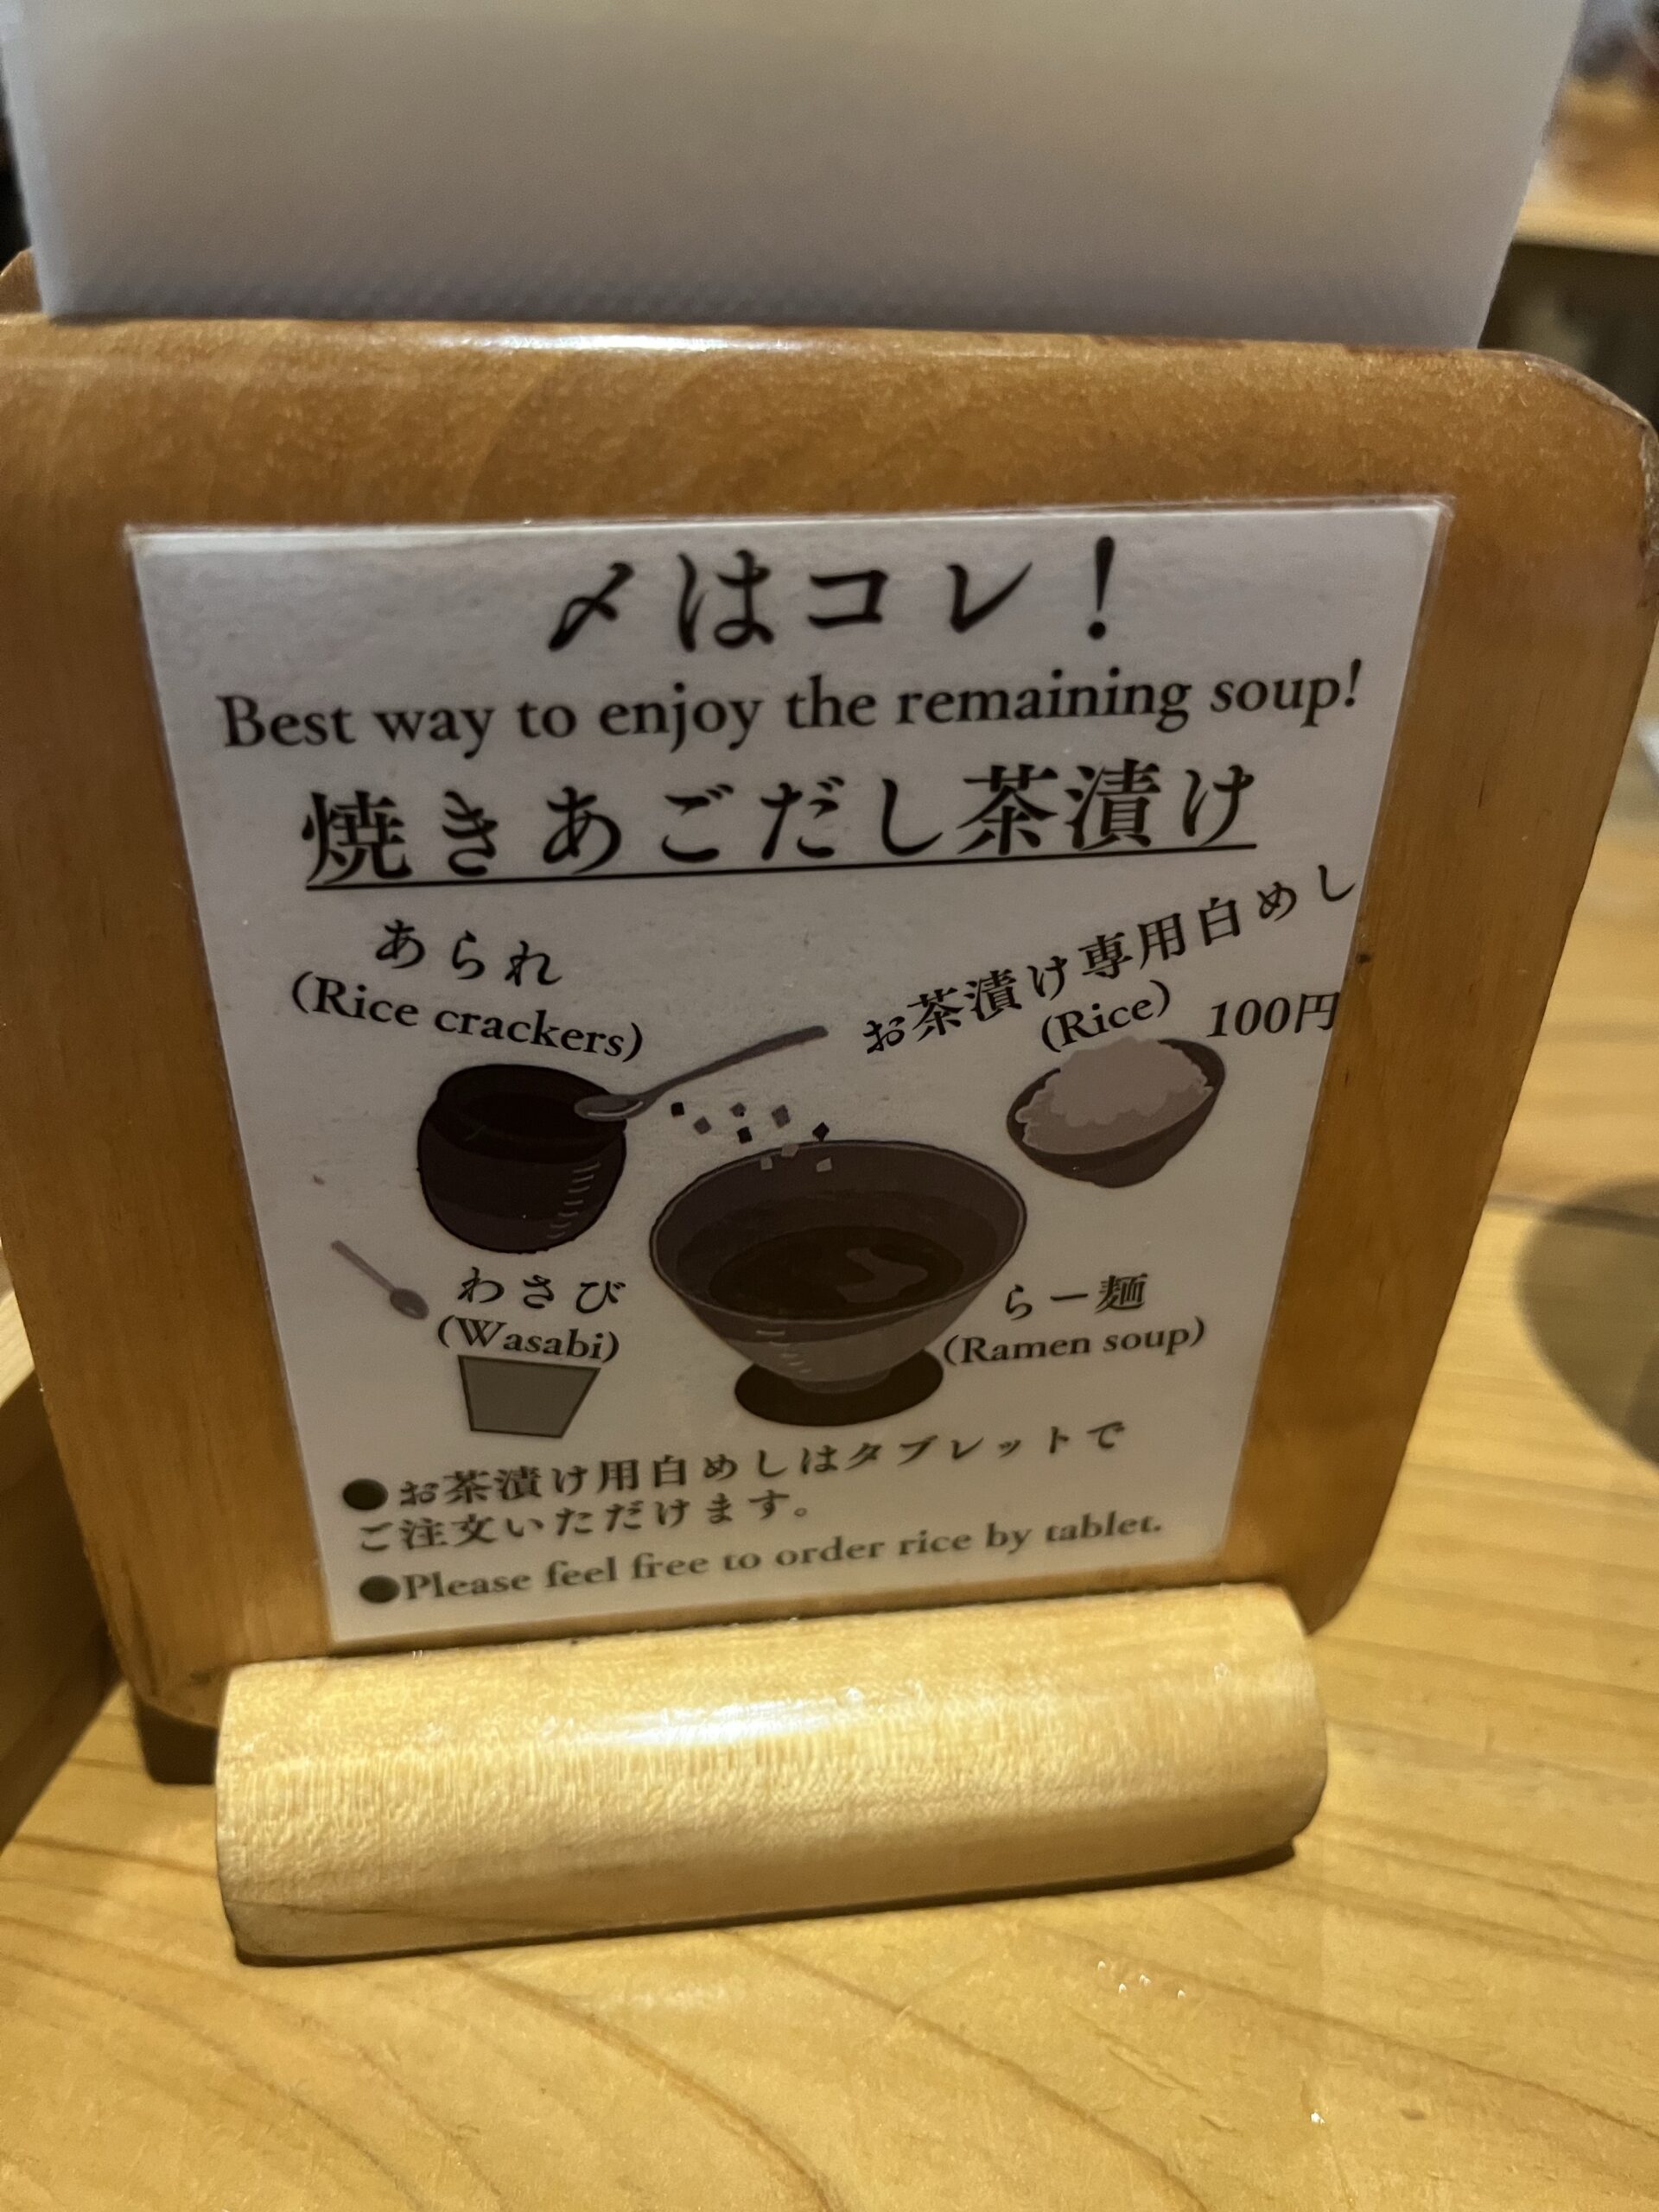 〆はコレ！
Best way to enjoy the remaining soup!
焼きあごだし茶漬け
あられ
(Rice crackers)
お茶漬け専用白めし
(Rice) 100円
わさび
(Wasabi)
らー麺
(Ramen soup)
●お茶漬け用白めしはタブレットで
ご注文いただけます。
●Please feel free to order rice by tablet.